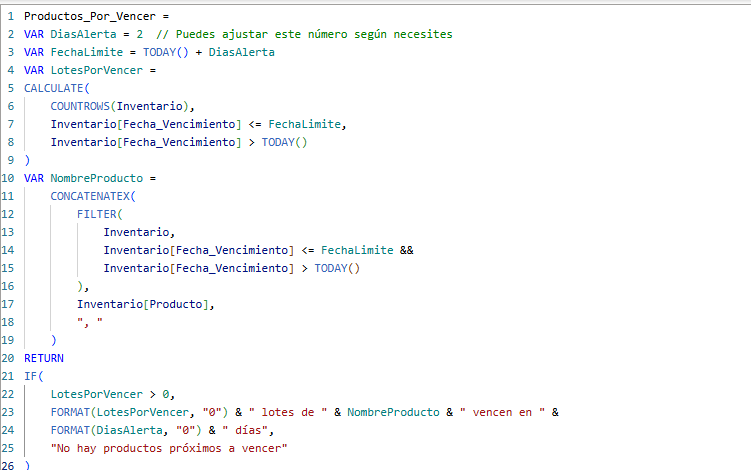 1 Productos_Por_Vencer =
2 VAR DiasAlerta = 2  // Puedes ajustar este número según necesites
3 VAR FechaLimite = TODAY() + DiasAlerta
4 VAR LotesPorVencer =
5 CALCULATE(
6     COUNTROWS(Inventario),
7     Inventario[Fecha_Vencimiento] <= FechaLimite,
8     Inventario[Fecha_Vencimiento] > TODAY()
9 )
10 VAR NombreProducto =
11     CONCATENATEX(
12         FILTER(
13             Inventario,
14             Inventario[Fecha_Vencimiento] <= FechaLimite &&
15             Inventario[Fecha_Vencimiento] > TODAY()
16         ),
17         Inventario[Producto],
18         ", "
19     )
20 RETURN
21 IF(
22     LotesPorVencer > 0,
23     FORMAT(LotesPorVencer, "0") & " lotes de " & NombreProducto & " vencen en " &
24     FORMAT(DiasAlerta, "0") & " días",
25     "No hay productos próximos a vencer"
26 )